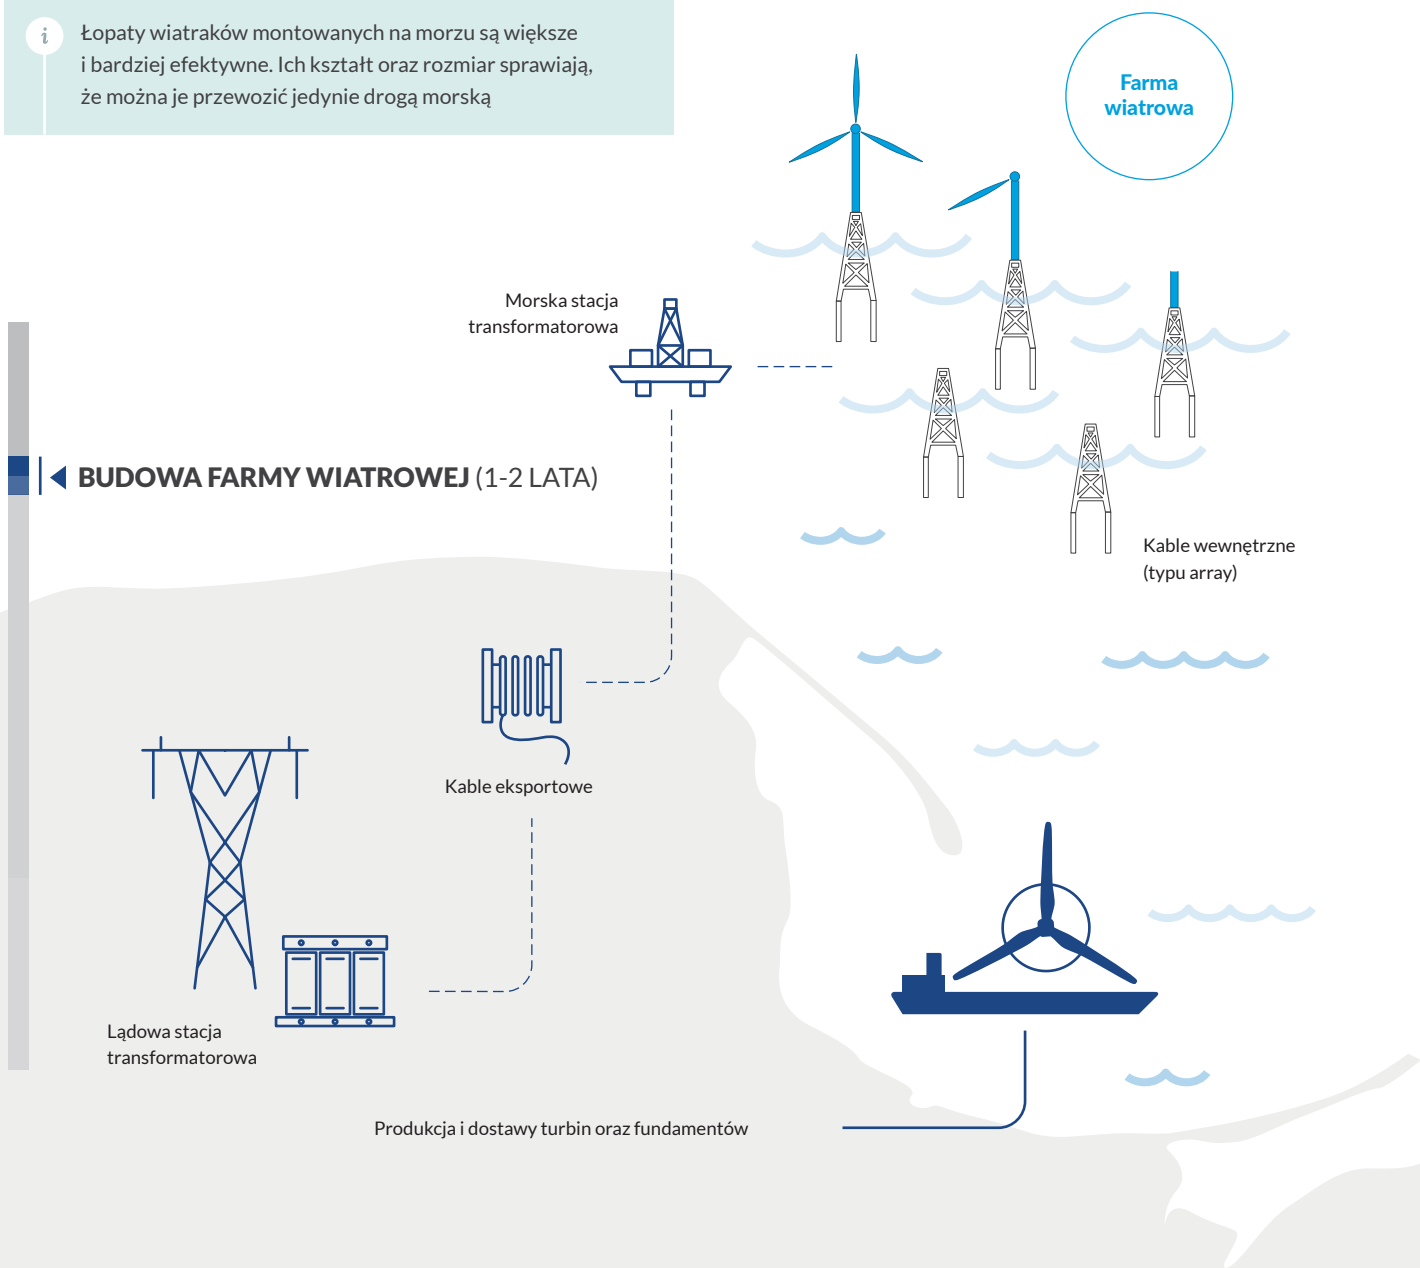 i
Łopaty wiatraków montowanych na morzu są większe
i bardziej efektywne. Ich kształt oraz rozmiar sprawiają,
że można je przewozić jedynie drogą morską
Farma
wiatrowa
Morska stacja
transformatorowa
BUDOWA FARMY WIATROWEJ (1-2 LATA)
Kable wewnętrzne
(typu array)
Kable eksportowe
Lądowa stacja
transformatorowa
Produkcja i dostawy turbin oraz fundamentów